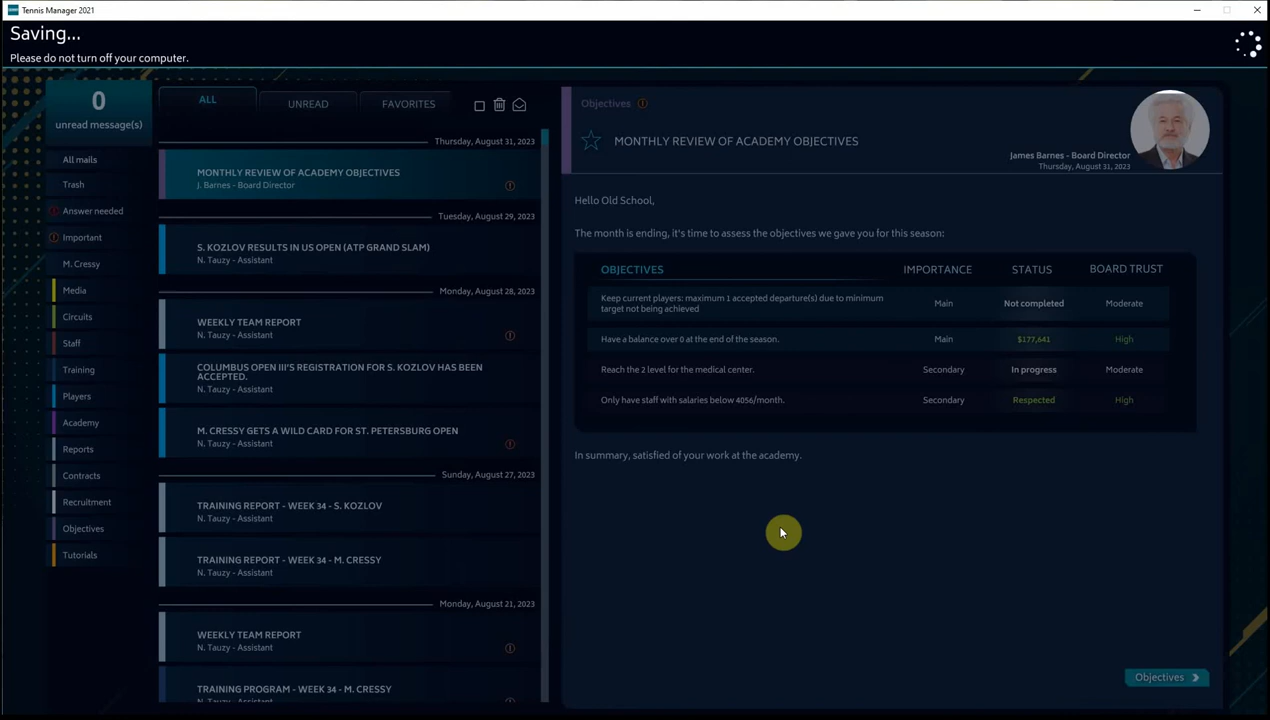 Tennis Manager 2021
Saving...
Please do not turn off your computer.
0
unread message(s)
All mails
Trash
Answer needed
Important
M. Cressy
Media
Circuits
Staff
Training
Players
Academy
Reports
Contracts
Recruitment
Objectives
Tutorials
ALL
UNREAD
FAVORITES
Thursday, August 31, 2023
MONTHLY REVIEW OF ACADEMY OBJECTIVES
J. Barnes - Board Director
Tuesday, August 29, 2023
S. KOZLOV RESULTS IN US OPEN (ATP GRAND SLAM)
N. Tauzy - Assistant
Monday, August 28, 2023
WEEKLY TEAM REPORT
N. Tauzy - Assistant
COLUMBUS OPEN III'S REGISTRATION FOR S. KOZLOV HAS BEEN
ACCEPTED.
N. Tauzy - Assistant
M. CRESSY GETS A WILD CARD FOR ST. PETERSBURG OPEN
N. Tauzy - Assistant
Sunday, August 27, 2023
TRAINING REPORT - WEEK 34 - S. KOZLOV
N. Tauzy - Assistant
TRAINING REPORT - WEEK 34 - M. CRESSY
N. Tauzy - Assistant
Monday, August 21, 2023
WEEKLY TEAM REPORT
N. Tauzy - Assistant
TRAINING PROGRAM - WEEK 34 - M. CRESSY
N. Tauzy - Assistant
Objectives
MONTHLY REVIEW OF ACADEMY OBJECTIVES
James Barnes - Board Director
Thursday, August 31, 2023
Hello Old School,
The month is ending, it's time to assess the objectives we gave you for this season:
OBJECTIVES IMPORTANCE STATUS BOARD TRUST
Keep current players: maximum 1 accepted departure(s) due to minimum
target not being achieved Main Not completed Moderate
Have a balance over 0 at the end of the season. Main $177,641 High
Reach the 2 level for the medical center. Secondary In progress Moderate
Only have staff with salaries below 4056/month. Secondary Respected High
In summary, satisfied of your work at the academy.
Objectives